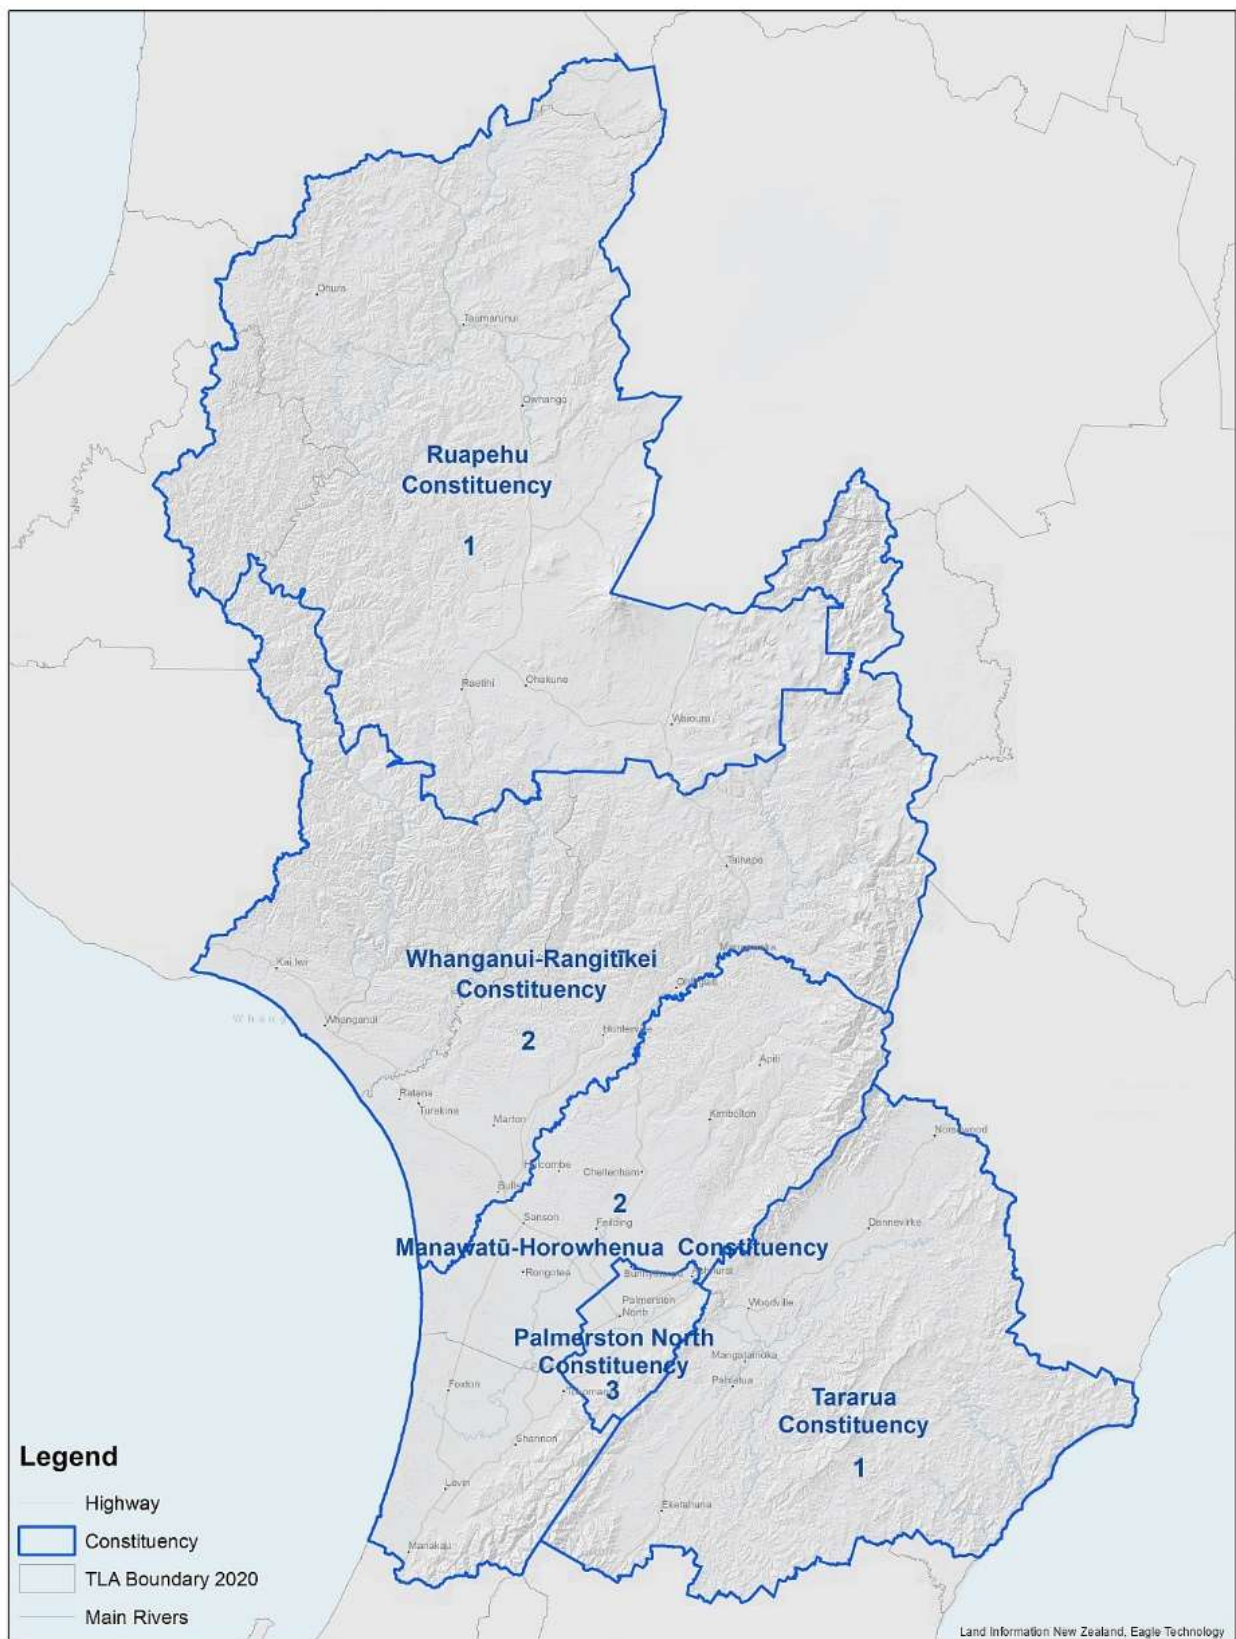 Ohura
Taumarunui
Owhango
Ruapehu
Constituency
1
Raetihi
Ohakune
Waiouru
Taihape
Whanganui-Rangitīkei
Constituency
2
Kai Iwi
Whanganui
Hunterville
Apiti
Ratana
Turakina
Marton
Kimbolton
Norsewood
Halcombe
Cheltenham
Bulls
2
Sanson
Feilding
Dannevirke
Manawatū-Horowhenua Constituency
Rongotea
Bunnythorpe
Ashhurst
Palmerston
North
Woodville
Palmerston North
Constituency
3
Mangatainoka
Pahiatua
Foxton
Tararua
Constituency
1
Shannon
Levin
Eketahuna
Manakau
Legend
Highway
Constituency
TLA Boundary 2020
Main Rivers
Land Information New Zealand, Eagle Technology